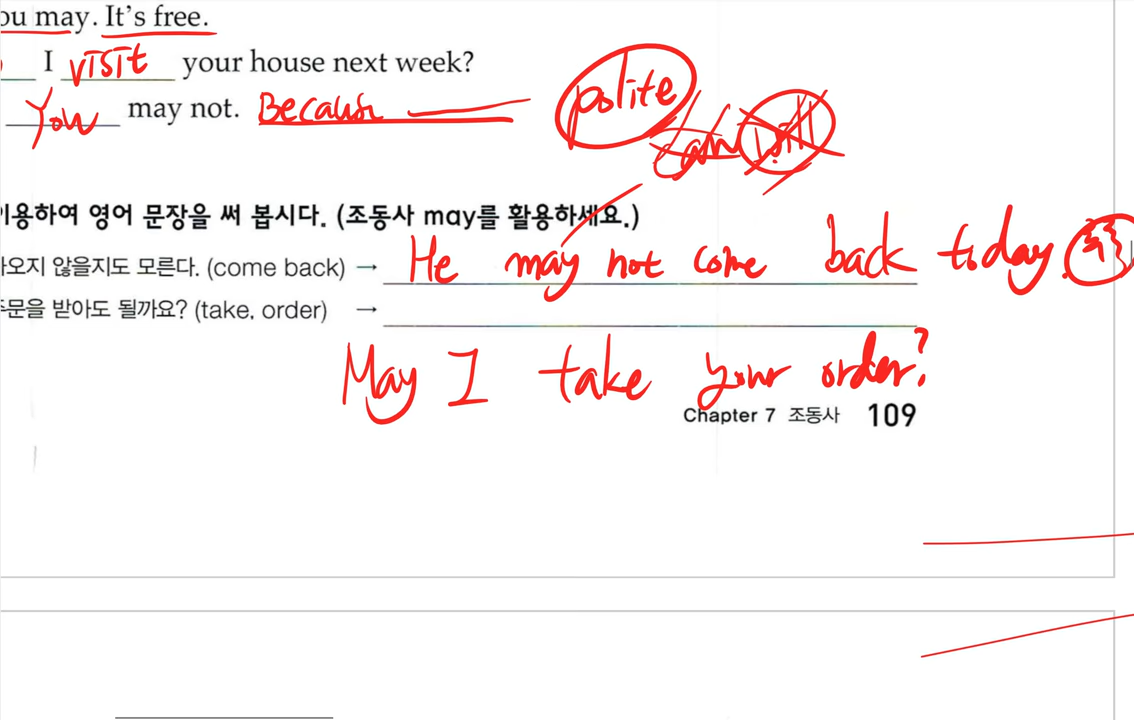 ou may. It's free.
I visit your house next week?
You may not. Because
polite
can will
이용하여 영어 문장을 써 봅시다. (조동사 may를 활용하세요.)
아오지 않을지도 모른다. (come back) → He may not come back today.
주문을 받아도 될까요? (take, order) →
May I take your order?
Chapter 7 조동사 109